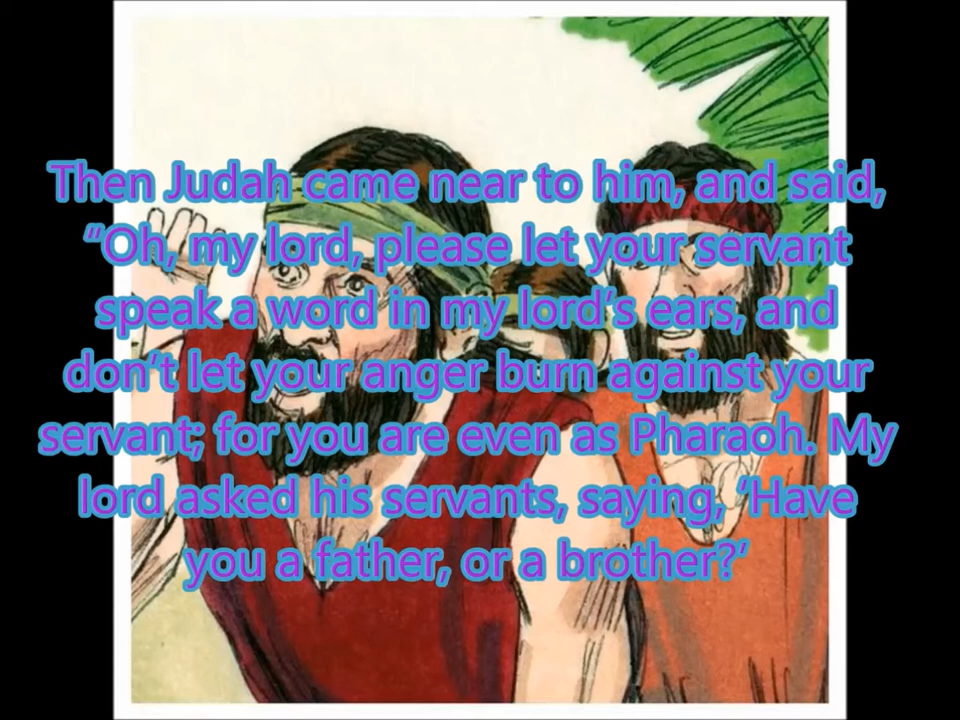 Then Judah came near to him, and said,
“Oh, my lord, please let your servant
speak a word in my lord’s ears, and
don’t let your anger burn against your
servant; for you are even as Pharaoh. My
lord asked his servants, saying, ‘Have
you a father, or a brother?’